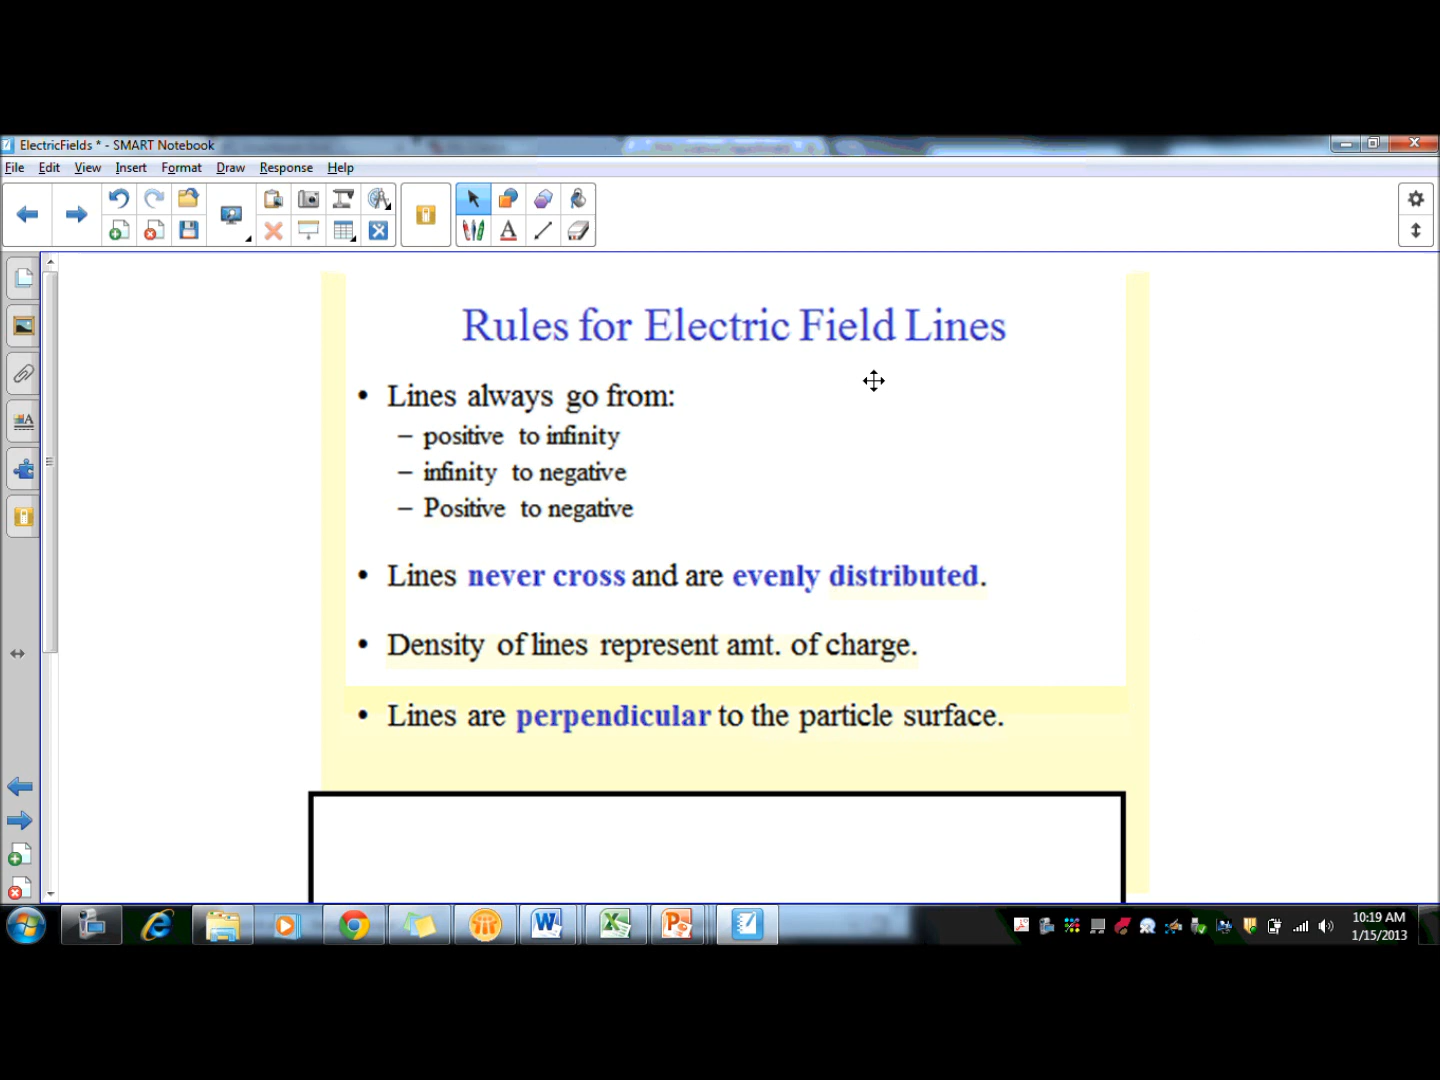 ElectricFields * - SMART Notebook
File Edit View Insert Format Draw Response Help
Rules for Electric Field Lines
• Lines always go from:
– positive to infinity
– infinity to negative
– Positive to negative
• Lines never cross and are evenly distributed.
• Density of lines represent amt. of charge.
• Lines are perpendicular to the particle surface.
10:19 AM
1/15/2013